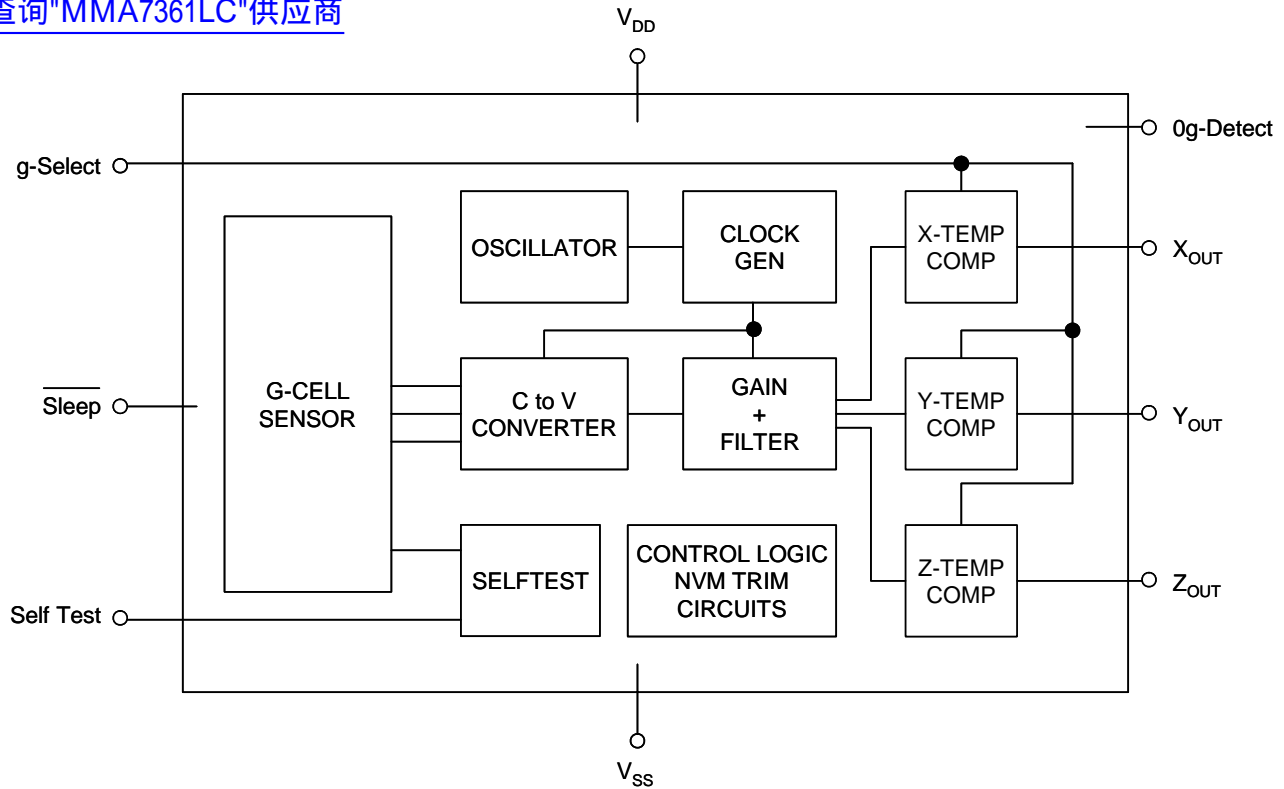 查询"MMA7361LC"供应商
VDD
0g-Detect
g-Select
OSCILLATOR
CLOCK
GEN
X-TEMP
COMP
XOUT
G-CELL
SENSOR
Sleep
C to V
CONVERTER
GAIN
+
FILTER
Y-TEMP
COMP
YOUT
SELFTEST
CONTROL LOGIC
NVM TRIM
CIRCUITS
Z-TEMP
COMP
ZOUT
Self Test
VSS